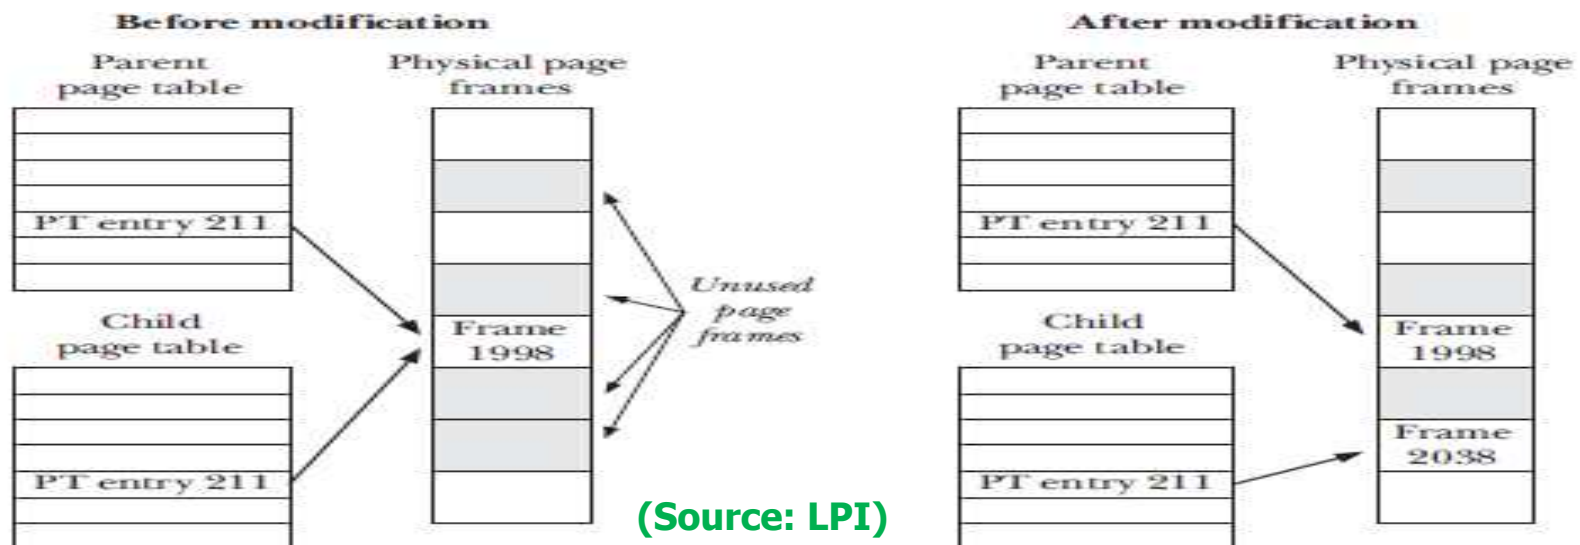 Before modification
Parent
page table
Physical page
frames
PT entry 211
Child
page table
PT entry 211
Frame
1998
Unused
page
frames
(Source: LPI)
After modification
Parent
page table
Physical page
frames
PT entry 211
Child
page table
PT entry 211
Frame
1998
Frame
2038